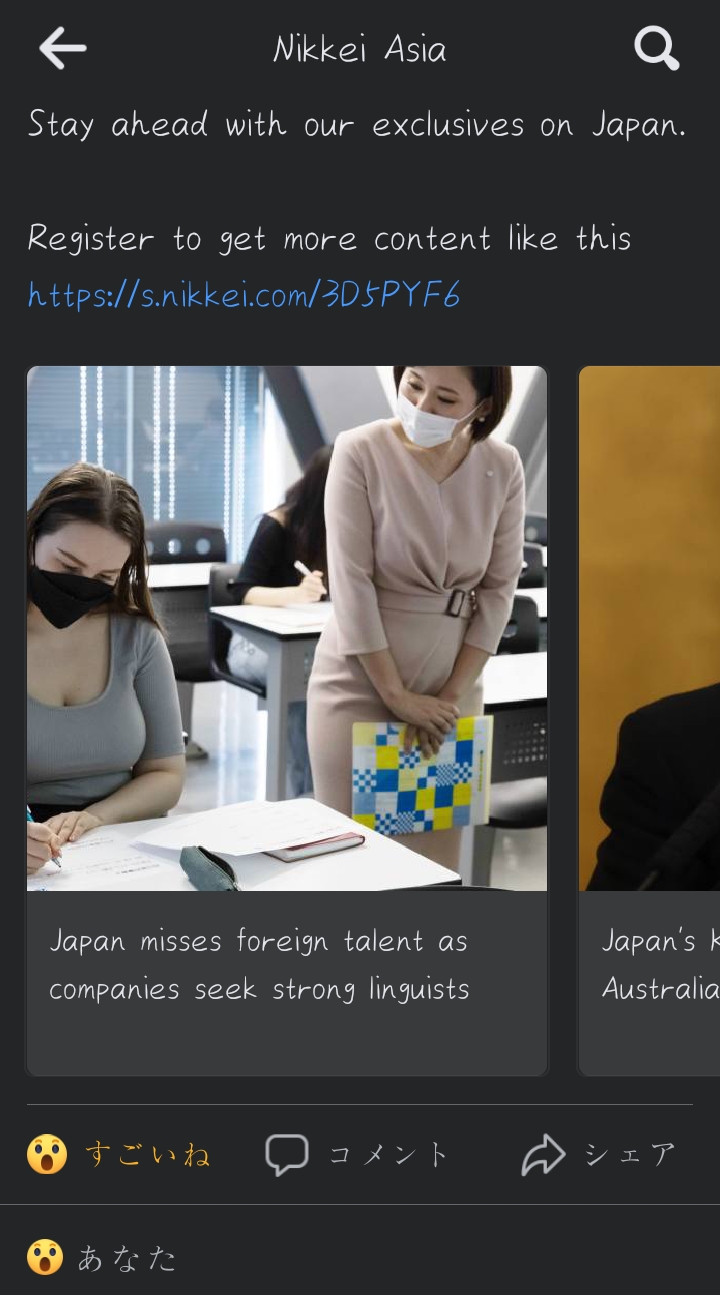 Nikkei Asia
Stay ahead with our exclusives on Japan.
Register to get more content like this
https://s.nikkei.com/3D5PYF6
Japan misses foreign talent as
companies seek strong linguists
Japan's
Australia
すごいね
コメント
シェア
あなた